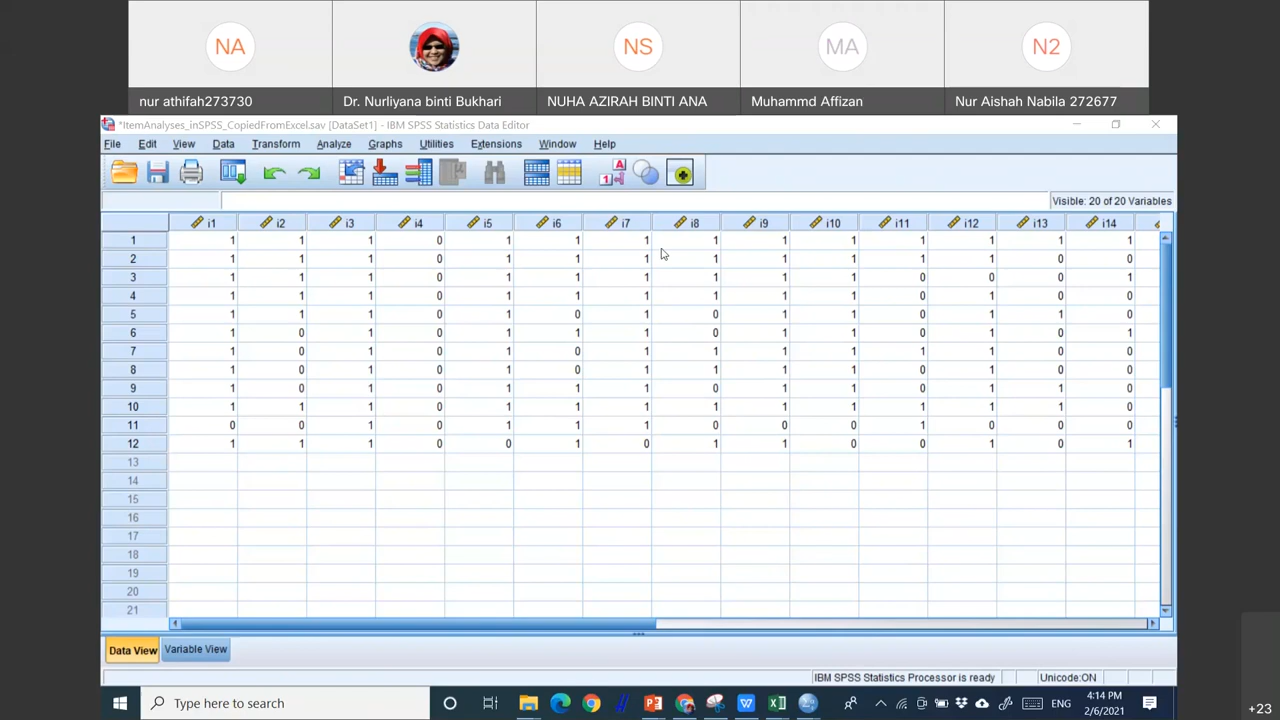 NA
NS
MA
N2
nur athifah273730
Dr. Nurliyana binti Bukhari
NUHA AZIRAH BINTI ANA
Muhammd Affizan
Nur Aishah Nabila 272677
*ItemAnalyses_inSPSS_CopiedFromExcel.sav [DataSet1] - IBM SPSS Statistics Data Editor
File Edit View Data Transform Analyze Graphs Utilities Extensions Window Help
Visible: 20 of 20 Variables
i1 i2 i3 i4 i5 i6 i7 i8 i9 i10 i11 i12 i13 i14
1 1 1 1 0 1 1 1 1 1 1 1 1 1 1
2 1 1 1 0 1 1 1 1 1 1 1 1 0 0
3 1 1 1 0 1 1 1 1 1 1 0 0 0 1
4 1 1 1 0 1 1 1 1 1 1 0 1 0 0
5 1 1 1 0 1 0 1 0 1 1 0 1 1 0
6 1 0 1 0 1 1 1 1 1 1 0 1 0 1
7 1 0 1 0 1 0 1 1 1 1 1 1 0 0
8 1 0 1 0 1 0 1 1 1 1 0 1 0 0
9 1 0 1 0 1 1 1 0 1 1 0 1 0 0
10 1 1 1 0 1 1 1 1 1 1 1 1 1 0
11 0 0 1 0 1 1 1 0 0 0 1 0 0 0
12 1 1 1 0 0 1 0 1 1 0 0 1 0 1
13
14
15
16
17
18
19
20
21
Data View Variable View
IBM SPSS Statistics Processor is ready
Unicode:ON
Type here to search
ENG
4:14 PM
2/6/2021
+23